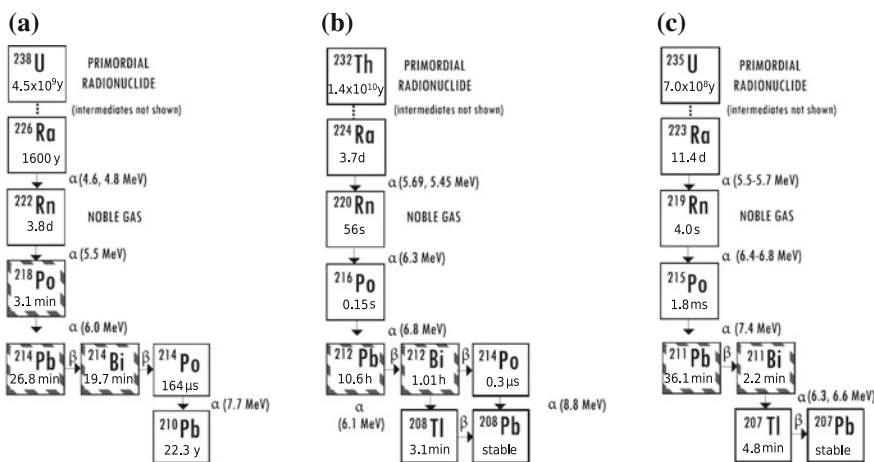 (a)
²³⁸U
4.5x10⁹y
PRIMORDIAL
RADIONUCLIDE
(intermediates not shown)
²²⁶Ra
1600 y
α (4.6, 4.8 MeV)
²²²Rn
3.8d
NOBLE GAS
α (5.5 MeV)
²¹⁸Po
3.1 min
α (6.0 MeV)
²¹⁴Pb
26.8 min
β
²¹⁴Bi
19.7 min
β
²¹⁴Po
164 µs
α (7.7 MeV)
²¹⁰Pb
22.3 y
(b)
²³²Th
1.4x10¹⁰y
PRIMORDIAL
RADIONUCLIDE
(intermediates not shown)
²²⁴Ra
3.7d
α (5.69, 5.45 MeV)
²²⁰Rn
56s
NOBLE GAS
α (6.3 MeV)
²¹⁶Po
0.15s
α (6.8 MeV)
²¹²Pb
10.6h
β
²¹²Bi
1.01h
β
²¹⁴Po
0.3 µs
α
(6.1 MeV)
α (8.8 MeV)
²⁰⁸Tl
3.1min
β
²⁰⁸Pb
stable
(c)
²³⁵U
7.0x10⁸y
PRIMORDIAL
RADIONUCLIDE
(intermediates not shown)
²²³Ra
11.4 d
α (5.5-5.7 MeV)
²¹⁹Rn
4.0 s
NOBLE GAS
α (6.4-6.8 MeV)
²¹⁵Po
1.8ms
α (7.4 MeV)
²¹¹Pb
36.1 min
β
²¹¹Bi
2.2 min
α (6.3, 6.6 MeV)
²⁰⁷Tl
4.8 min
β
²⁰⁷Pb
stable